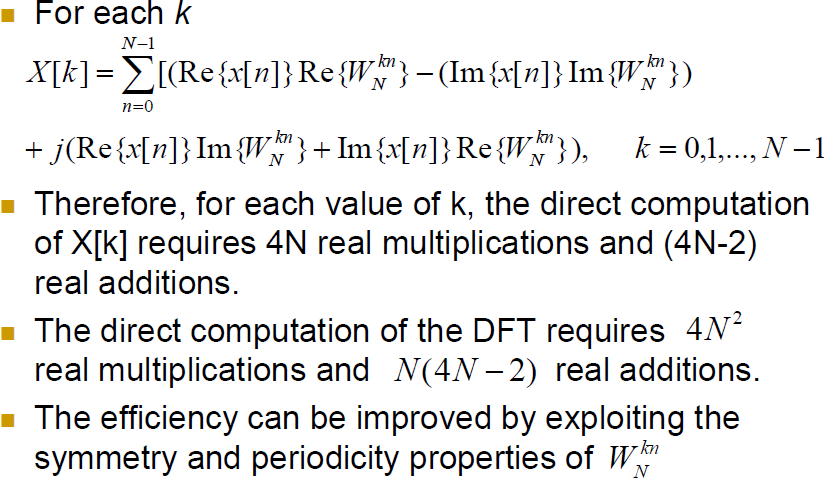 For each k
X[k] = \sum_{n=0}^{N-1} [(Re{x[n]} Re{W_N^{kn}} – (Im{x[n]} Im{W_N^{kn}})
+ j(Re{x[n]} Im{W_N^{kn}} + Im{x[n]} Re{W_N^{kn}}), k = 0,1,..., N – 1
Therefore, for each value of k, the direct computation
of X[k] requires 4N real multiplications and (4N-2)
real additions.
The direct computation of the DFT requires 4N²
real multiplications and N(4N – 2) real additions.
The efficiency can be improved by exploiting the
symmetry and periodicity properties of W_N^{kn}